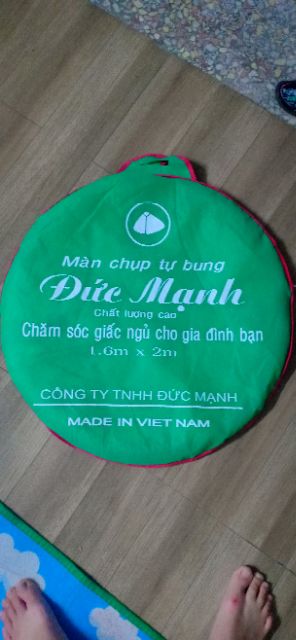 Màn chụp tự bung
Đức Mạnh
Chất lượng cao
Chăm sóc giấc ngủ cho gia đình bạn
1.6m x 2m
CÔNG TY TNHH ĐỨC MẠNH
MADE IN VIET NAM